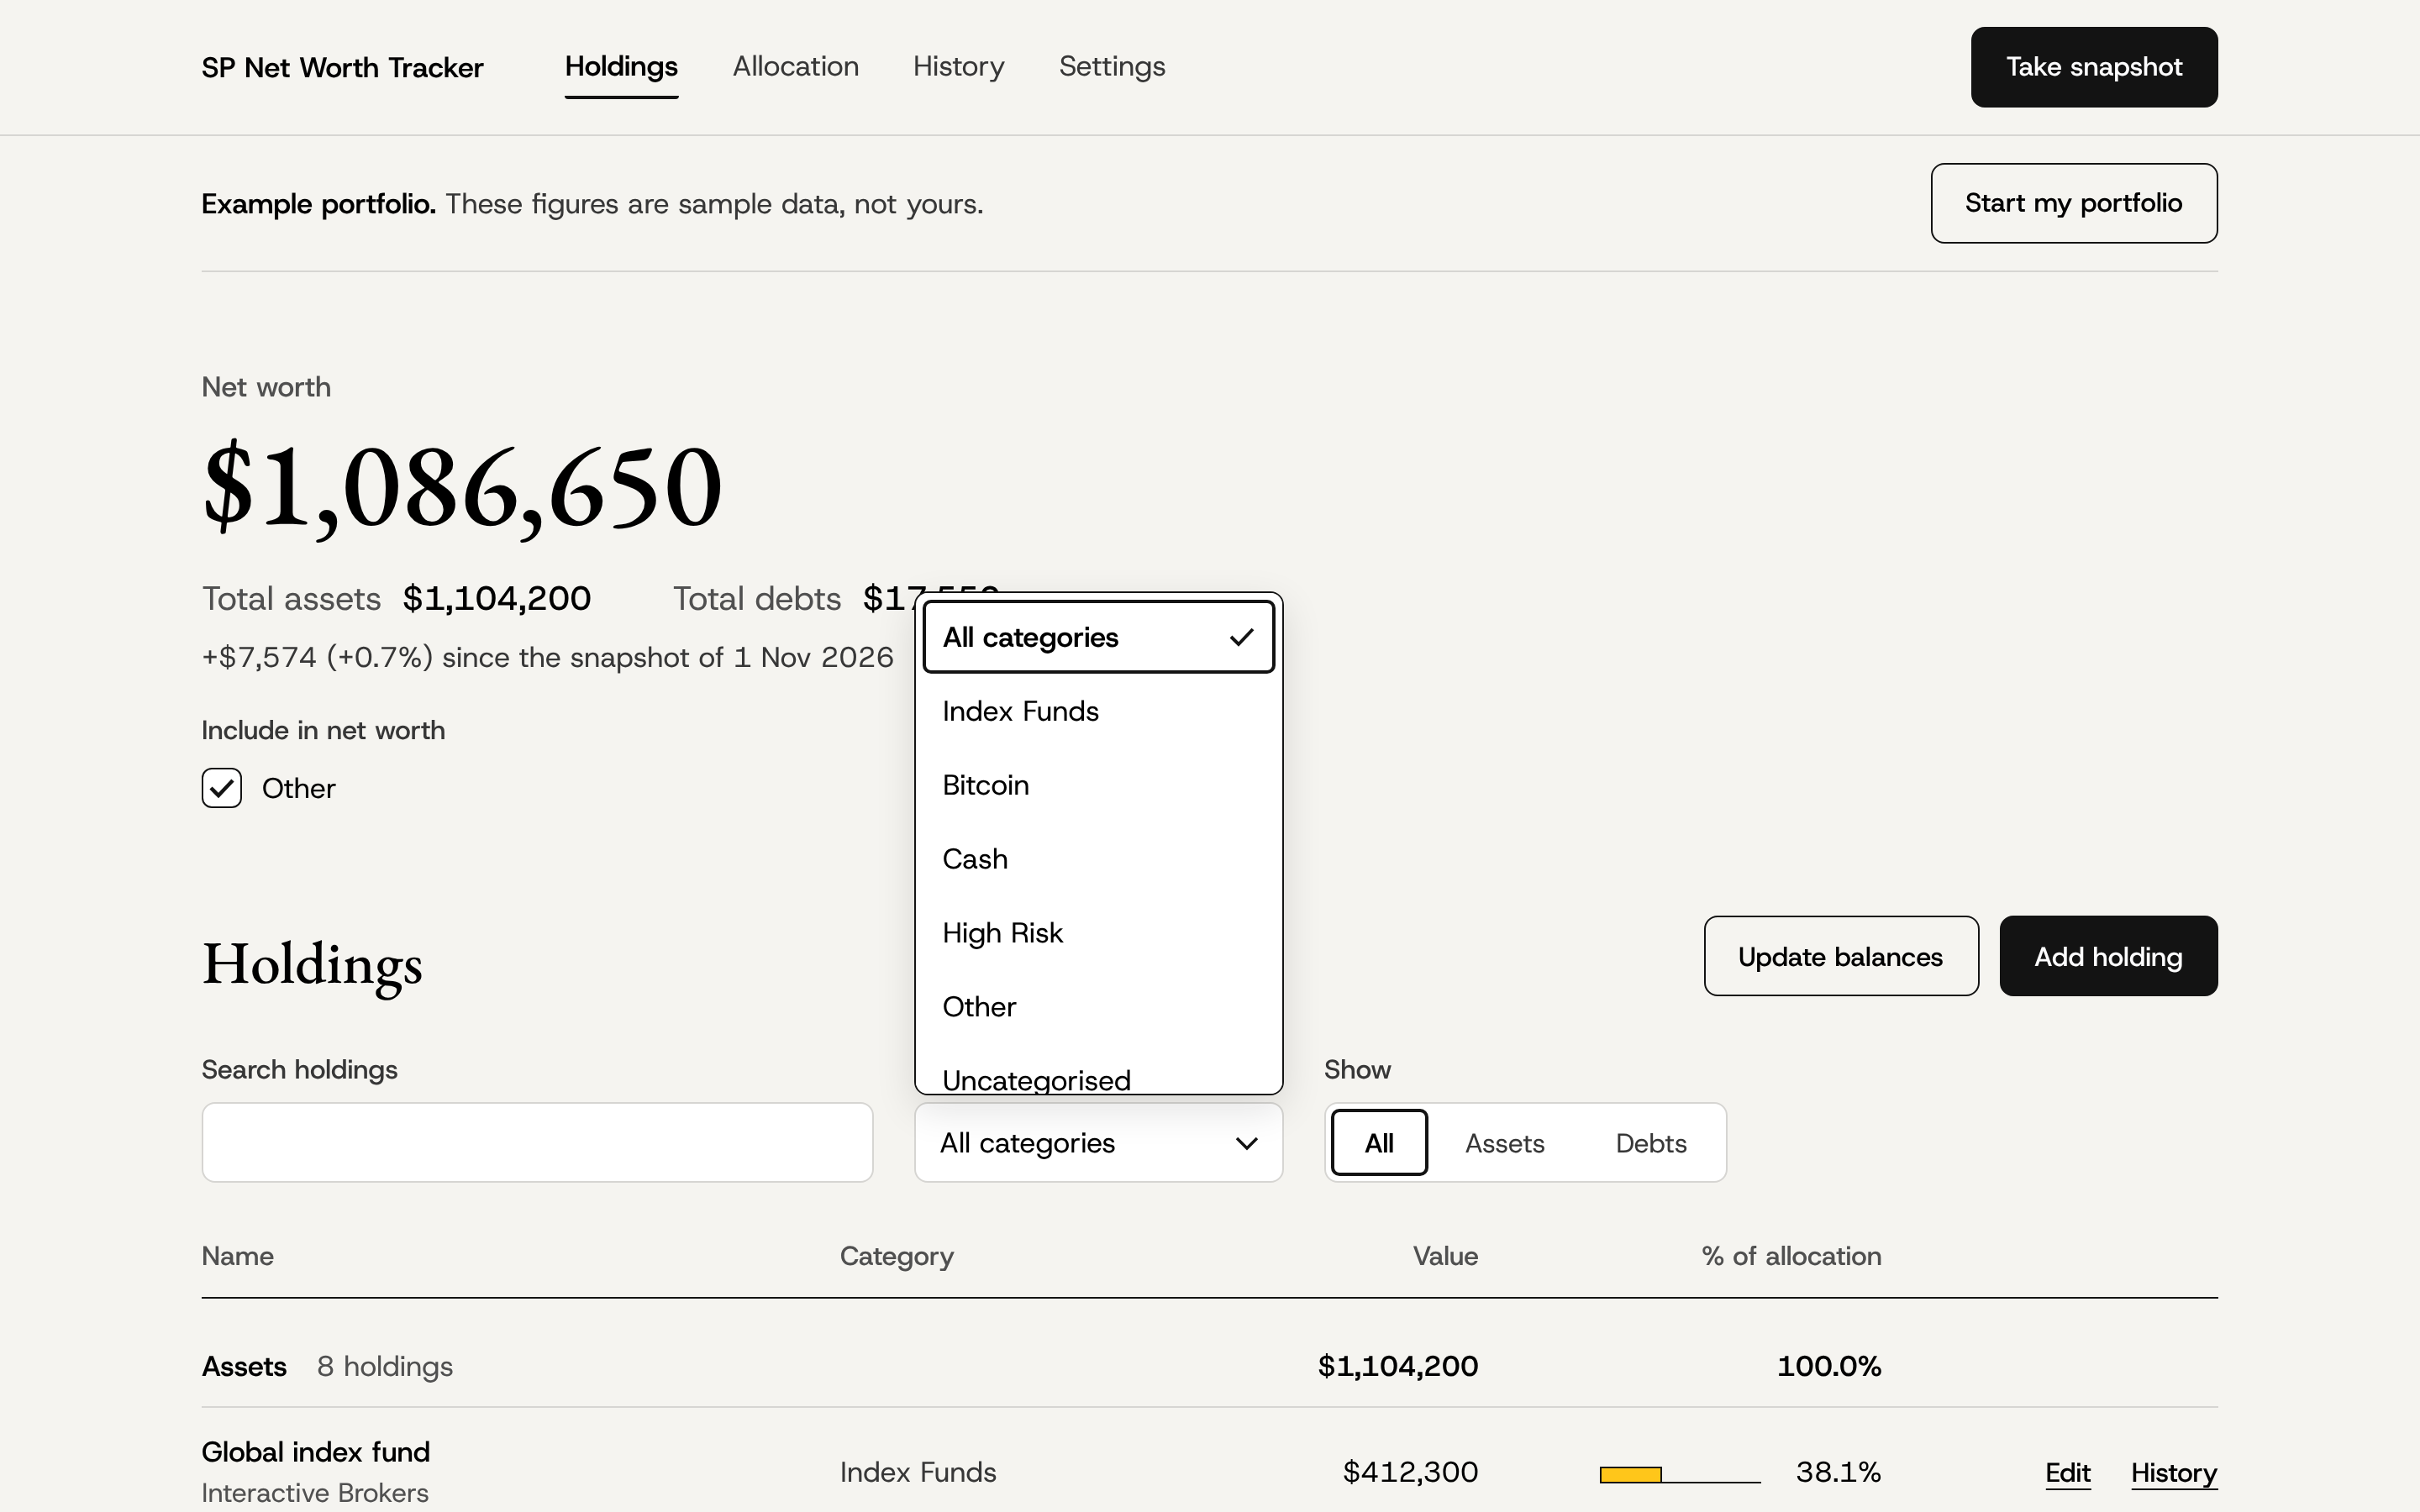 SP Net Worth Tracker
Holdings
Allocation
History
Settings
Take snapshot
Example portfolio. These figures are sample data, not yours.
Start my portfolio
Net worth
$1,086,650
Total assets $1,104,200
Total debts $17,550
+$7,574 (+0.7%) since the snapshot of 1 Nov 2026
Include in net worth
Other
All categories
Index Funds
Bitcoin
Cash
High Risk
Other
Uncategorised
Holdings
Update balances
Add holding
Search holdings
All categories
Show
All
Assets
Debts
Name
Category
Value
% of allocation
Assets 8 holdings
$1,104,200
100.0%
Global index fund
Interactive Brokers
Index Funds
$412,300
38.1%
Edit
History